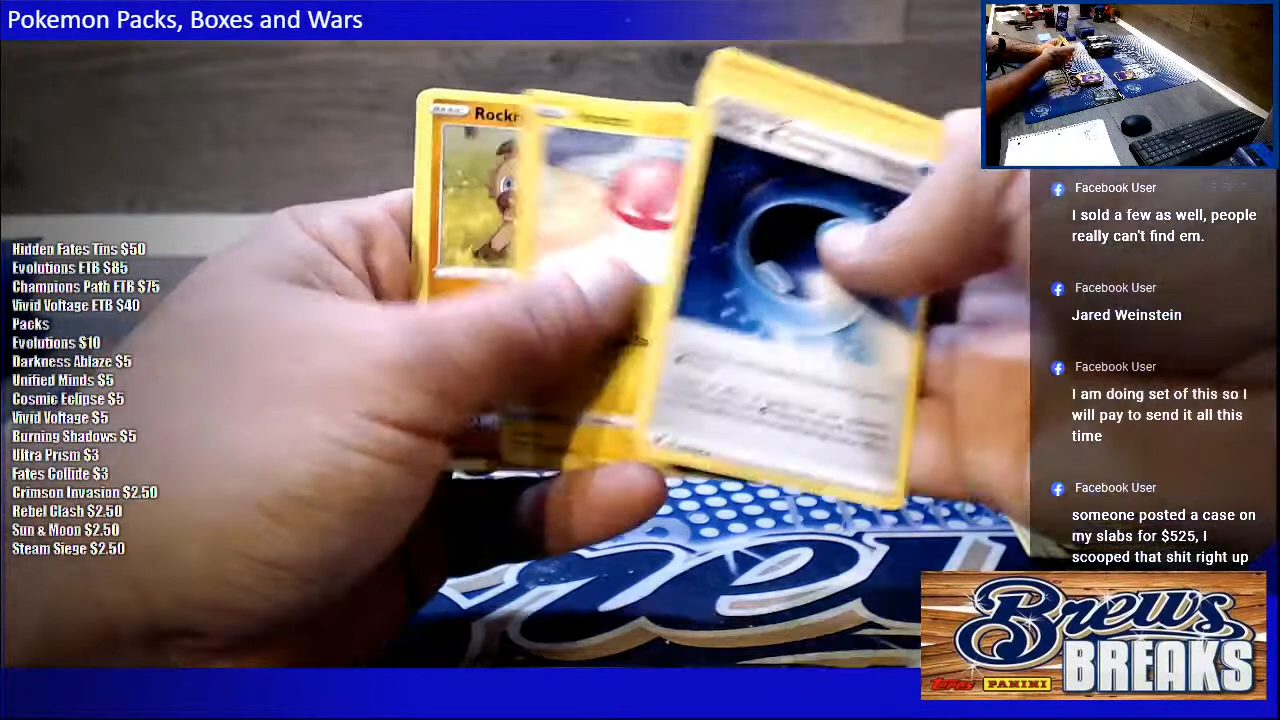 Pokemon Packs, Boxes and Wars
Hidden Fates Tins $50
Evolutions ETB $85
Champions Path ETB $75
Vivid Voltage ETB $40
Packs
Evolutions $10
Darkness Ablaze $5
Unified Minds $5
Cosmic Eclipse $5
Vivid Voltage $5
Burning Shadows $5
Ultra Prism $3
Fates Collide $3
Crimson Invasion $2.50
Rebel Clash $2.50
Sun & Moon $2.50
Steam Siege $2.50
BASIC
Rockr
Energy
Facebook User
I sold a few as well, people
really can't find em.
Facebook User
Jared Weinstein
Facebook User
I am doing set of this so I
will pay to send it all this
time
Facebook User
someone posted a case on
my slabs for $525, I
scooped that shit right up
Brews
BREAKS
Topps
PANINI